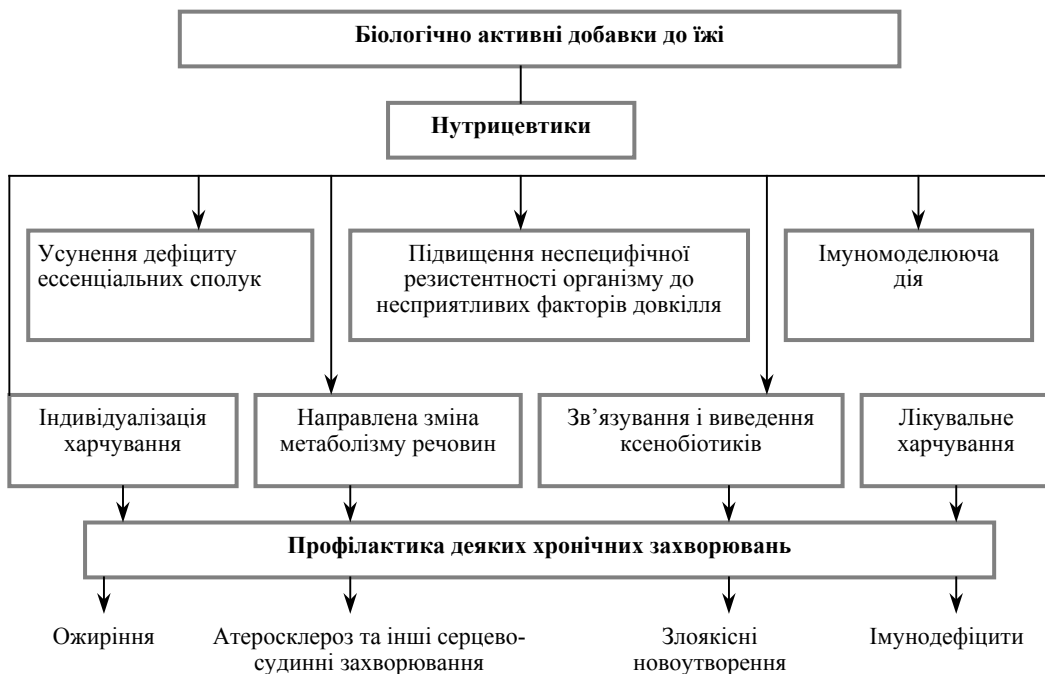 Біологічно активні добавки до їжі
Нутрицевтики
Усунення дефіциту
ессенціальних сполук
Підвищення неспецифічної
резистентності організму до
несприятливих факторів довкілля
Імуномоделююча
дія
Індивідуалізація
харчування
Направлена зміна
метаболізму речовин
Зв’язування і виведення
ксенобіотиків
Лікувальне
харчування
Профілактика деяких хронічних захворювань
Ожиріння
Атеросклероз та інші серцево-
судинні захворювання
Злоякісні
новоутворення
Імунодефіцити